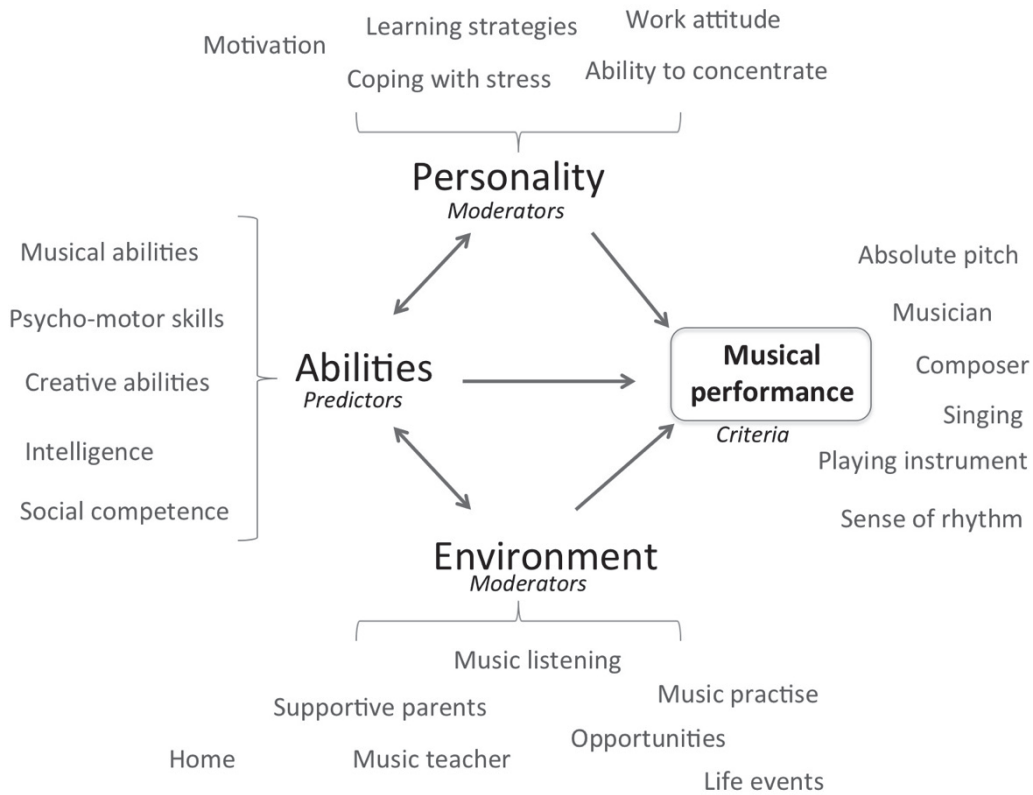 Motivation
Learning strategies
Work attitude
Coping with stress
Ability to concentrate
Personality
Moderators
Musical abilities
Psycho-motor skills
Creative abilities
Intelligence
Social competence
Abilities
Predictors
Musical
performance
Criteria
Absolute pitch
Musician
Composer
Singing
Playing instrument
Sense of rhythm
Environment
Moderators
Music listening
Supportive parents
Music practise
Home
Music teacher
Opportunities
Life events